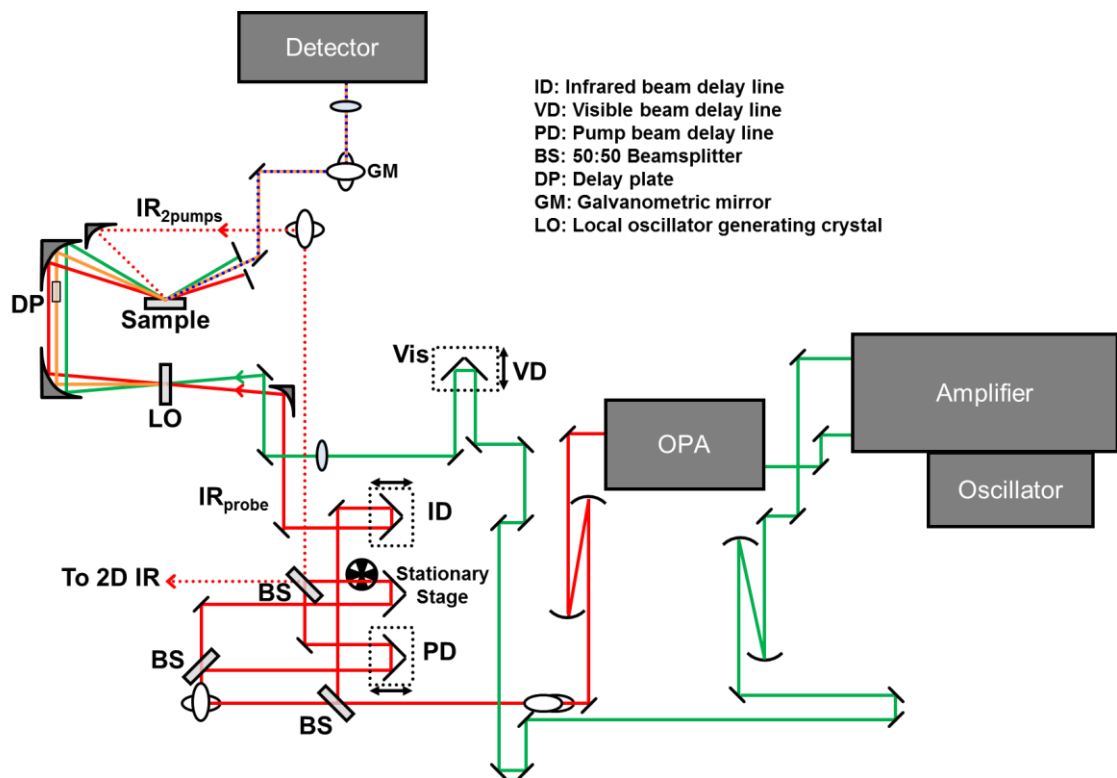 Detector
ID: Infrared beam delay line
VD: Visible beam delay line
PD: Pump beam delay line
BS: 50:50 Beamsplitter
DP: Delay plate
GM: Galvanometric mirror
LO: Local oscillator generating crystal
GM
IR2pumps
DP
Sample
Vis
VD
LO
Amplifier
OPA
Oscillator
IRprobe
ID
To 2D IR
BS
Stationary
Stage
BS
PD
BS